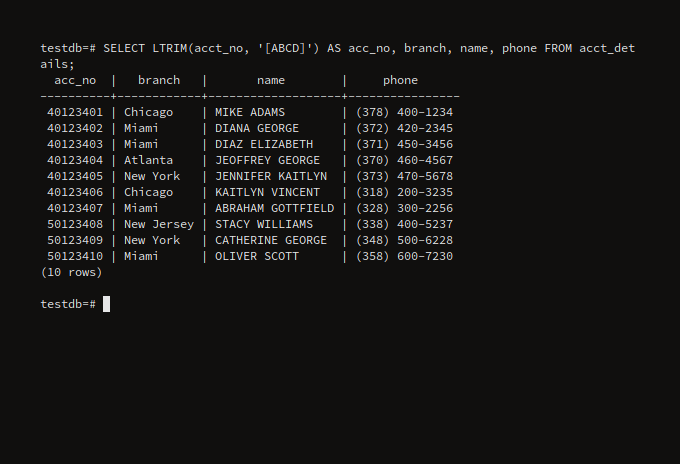 testdb=# SELECT LTRIM(acct_no, '[ABCD]') AS acc_no, branch, name, phone FROM acct_det
ails;
  acc_no  |   branch   |       name        |     phone
----------+------------+-------------------+----------------
 40123401 | Chicago    | MIKE ADAMS        | (378) 400-1234
 40123402 | Miami      | DIANA GEORGE      | (372) 420-2345
 40123403 | Miami      | DIAZ ELIZABETH    | (371) 450-3456
 40123404 | Atlanta    | JEOFFREY GEORGE   | (370) 460-4567
 40123405 | New York   | JENNIFER KAITLYN  | (373) 470-5678
 40123406 | Chicago    | KAITLYN VINCENT   | (318) 200-3235
 40123407 | Miami      | ABRAHAM GOTTFIELD | (328) 300-2256
 50123408 | New Jersey | STACY WILLIAMS    | (338) 400-5237
 50123409 | New York   | CATHERINE GEORGE  | (348) 500-6228
 50123410 | Miami      | OLIVER SCOTT      | (358) 600-7230
(10 rows)

testdb=#